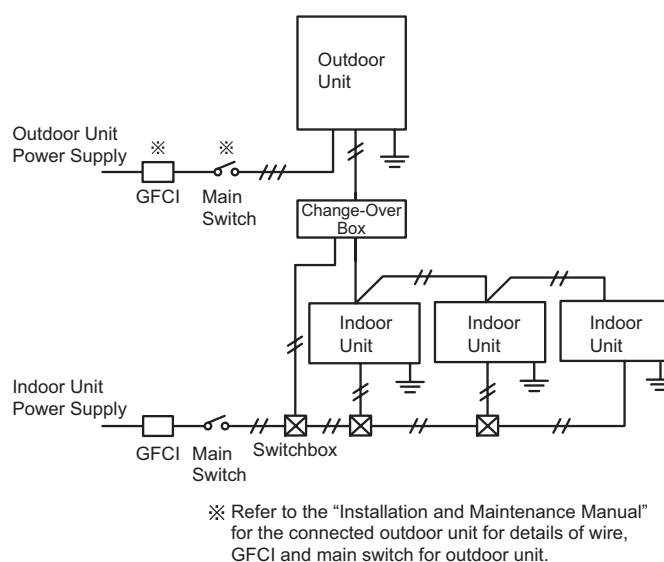 Outdoor
Unit
Outdoor Unit
Power Supply
※
※
GFCI
Main
Switch
Change-Over
Box
Indoor
Unit
Indoor
Unit
Indoor
Unit
Indoor Unit
Power Supply
GFCI
Main
Switch
Switchbox
※ Refer to the “Installation and Maintenance Manual”
for the connected outdoor unit for details of wire,
GFCI and main switch for outdoor unit.